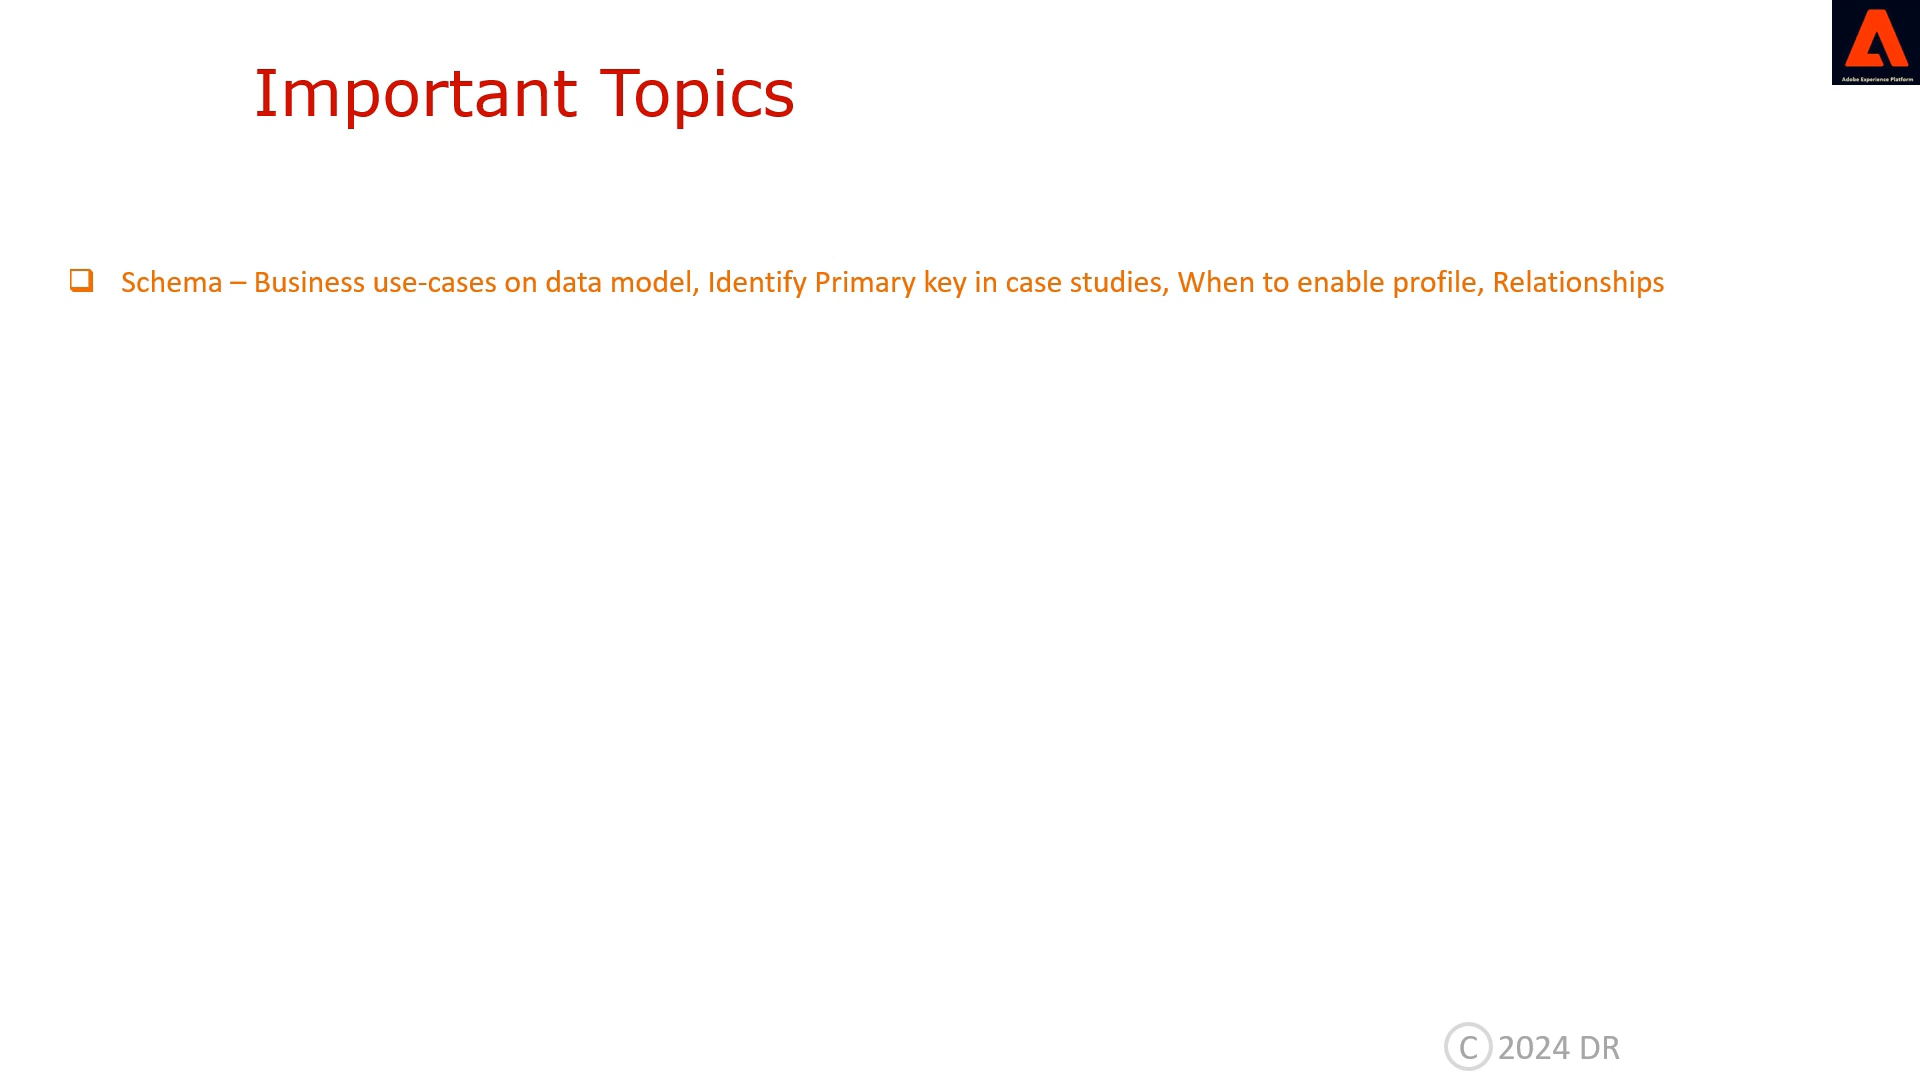 Adobe Experience Platform
Important Topics
❑ Schema – Business use-cases on data model, Identify Primary key in case studies, When to enable profile, Relationships
© 2024 DR